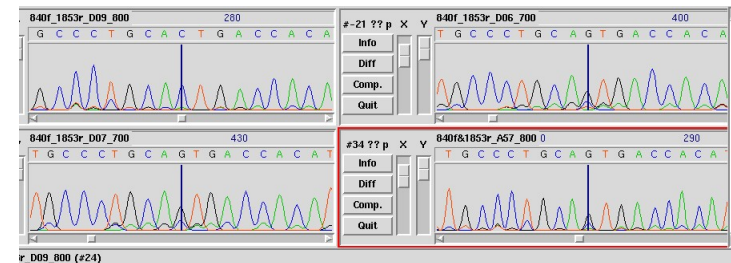 840f_1853r_D09_800 280
G C C C T G C A C T G A C C A C A
#-21 ?? p X Y 840f_1853r_D06_700 400
Info
Diff
Comp.
Quit
T G C C C T G C A G T G A C C A C A
840f_1853r_D07_700 430
T G C C C T G C A G T G A C C A C A T
#34 ?? p X Y 840f&1853r_A57_800 0 290
Info
Diff
Comp.
Quit
T G C C C T G C A G T G A C C A C A T
r_D09_800 (#24)